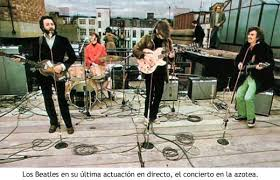 Los Beatles en su última actuación en directo, el concierto en la azotea.